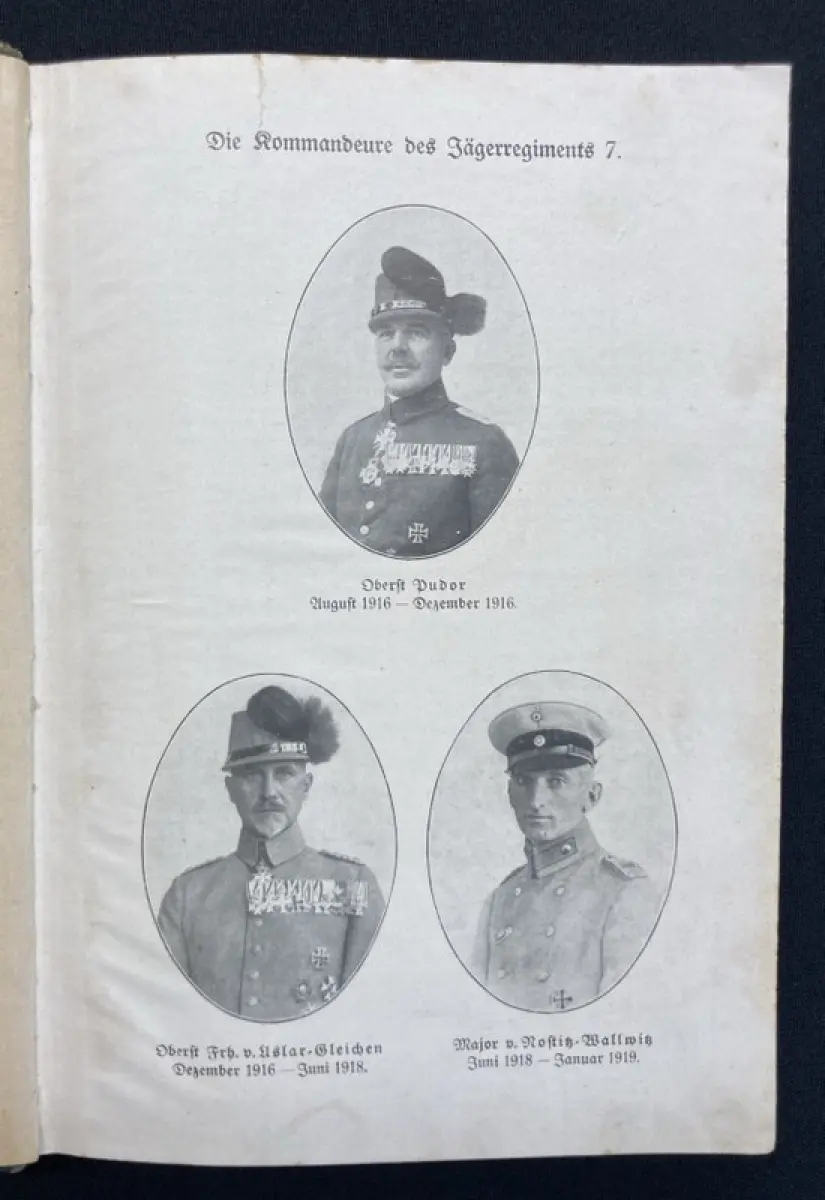 Die Kommandeure des Jägerregiments 7.
Oberst Pudor
August 1916 — Dezember 1916.
Oberst Frh. v. Uslar-Gleichen
Dezember 1916 — Juni 1918.
Major v. Nostitz-Wallwitz
Juni 1918 — Januar 1919.